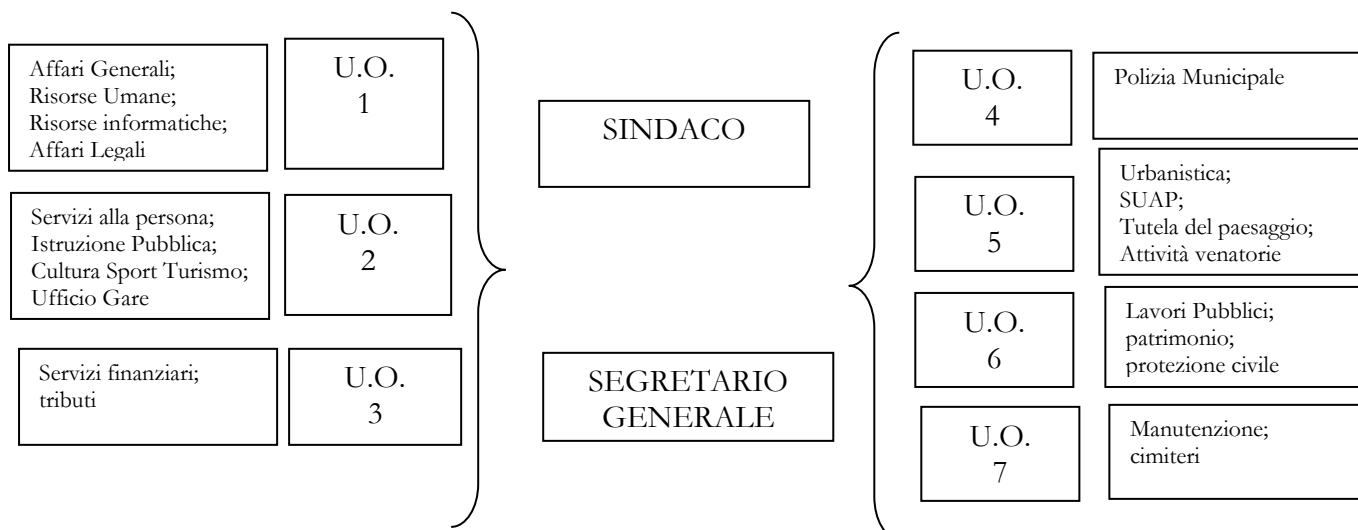 Affari Generali;
Risorse Umane;
Risorse informatiche;
Affari Legali
U.O.
1
Servizi alla persona;
Istruzione Pubblica;
Cultura Sport Turismo;
Ufficio Gare
U.O.
2
Servizi finanziari;
tributi
U.O.
3
SINDACO
SEGRETARIO
GENERALE
U.O.
4
Polizia Municipale
U.O.
5
Urbanistica;
SUAP;
Tutela del paesaggio;
Attività venatorie
U.O.
6
Lavori Pubblici;
patrimonio;
protezione civile
U.O.
7
Manutenzione;
cimiteri